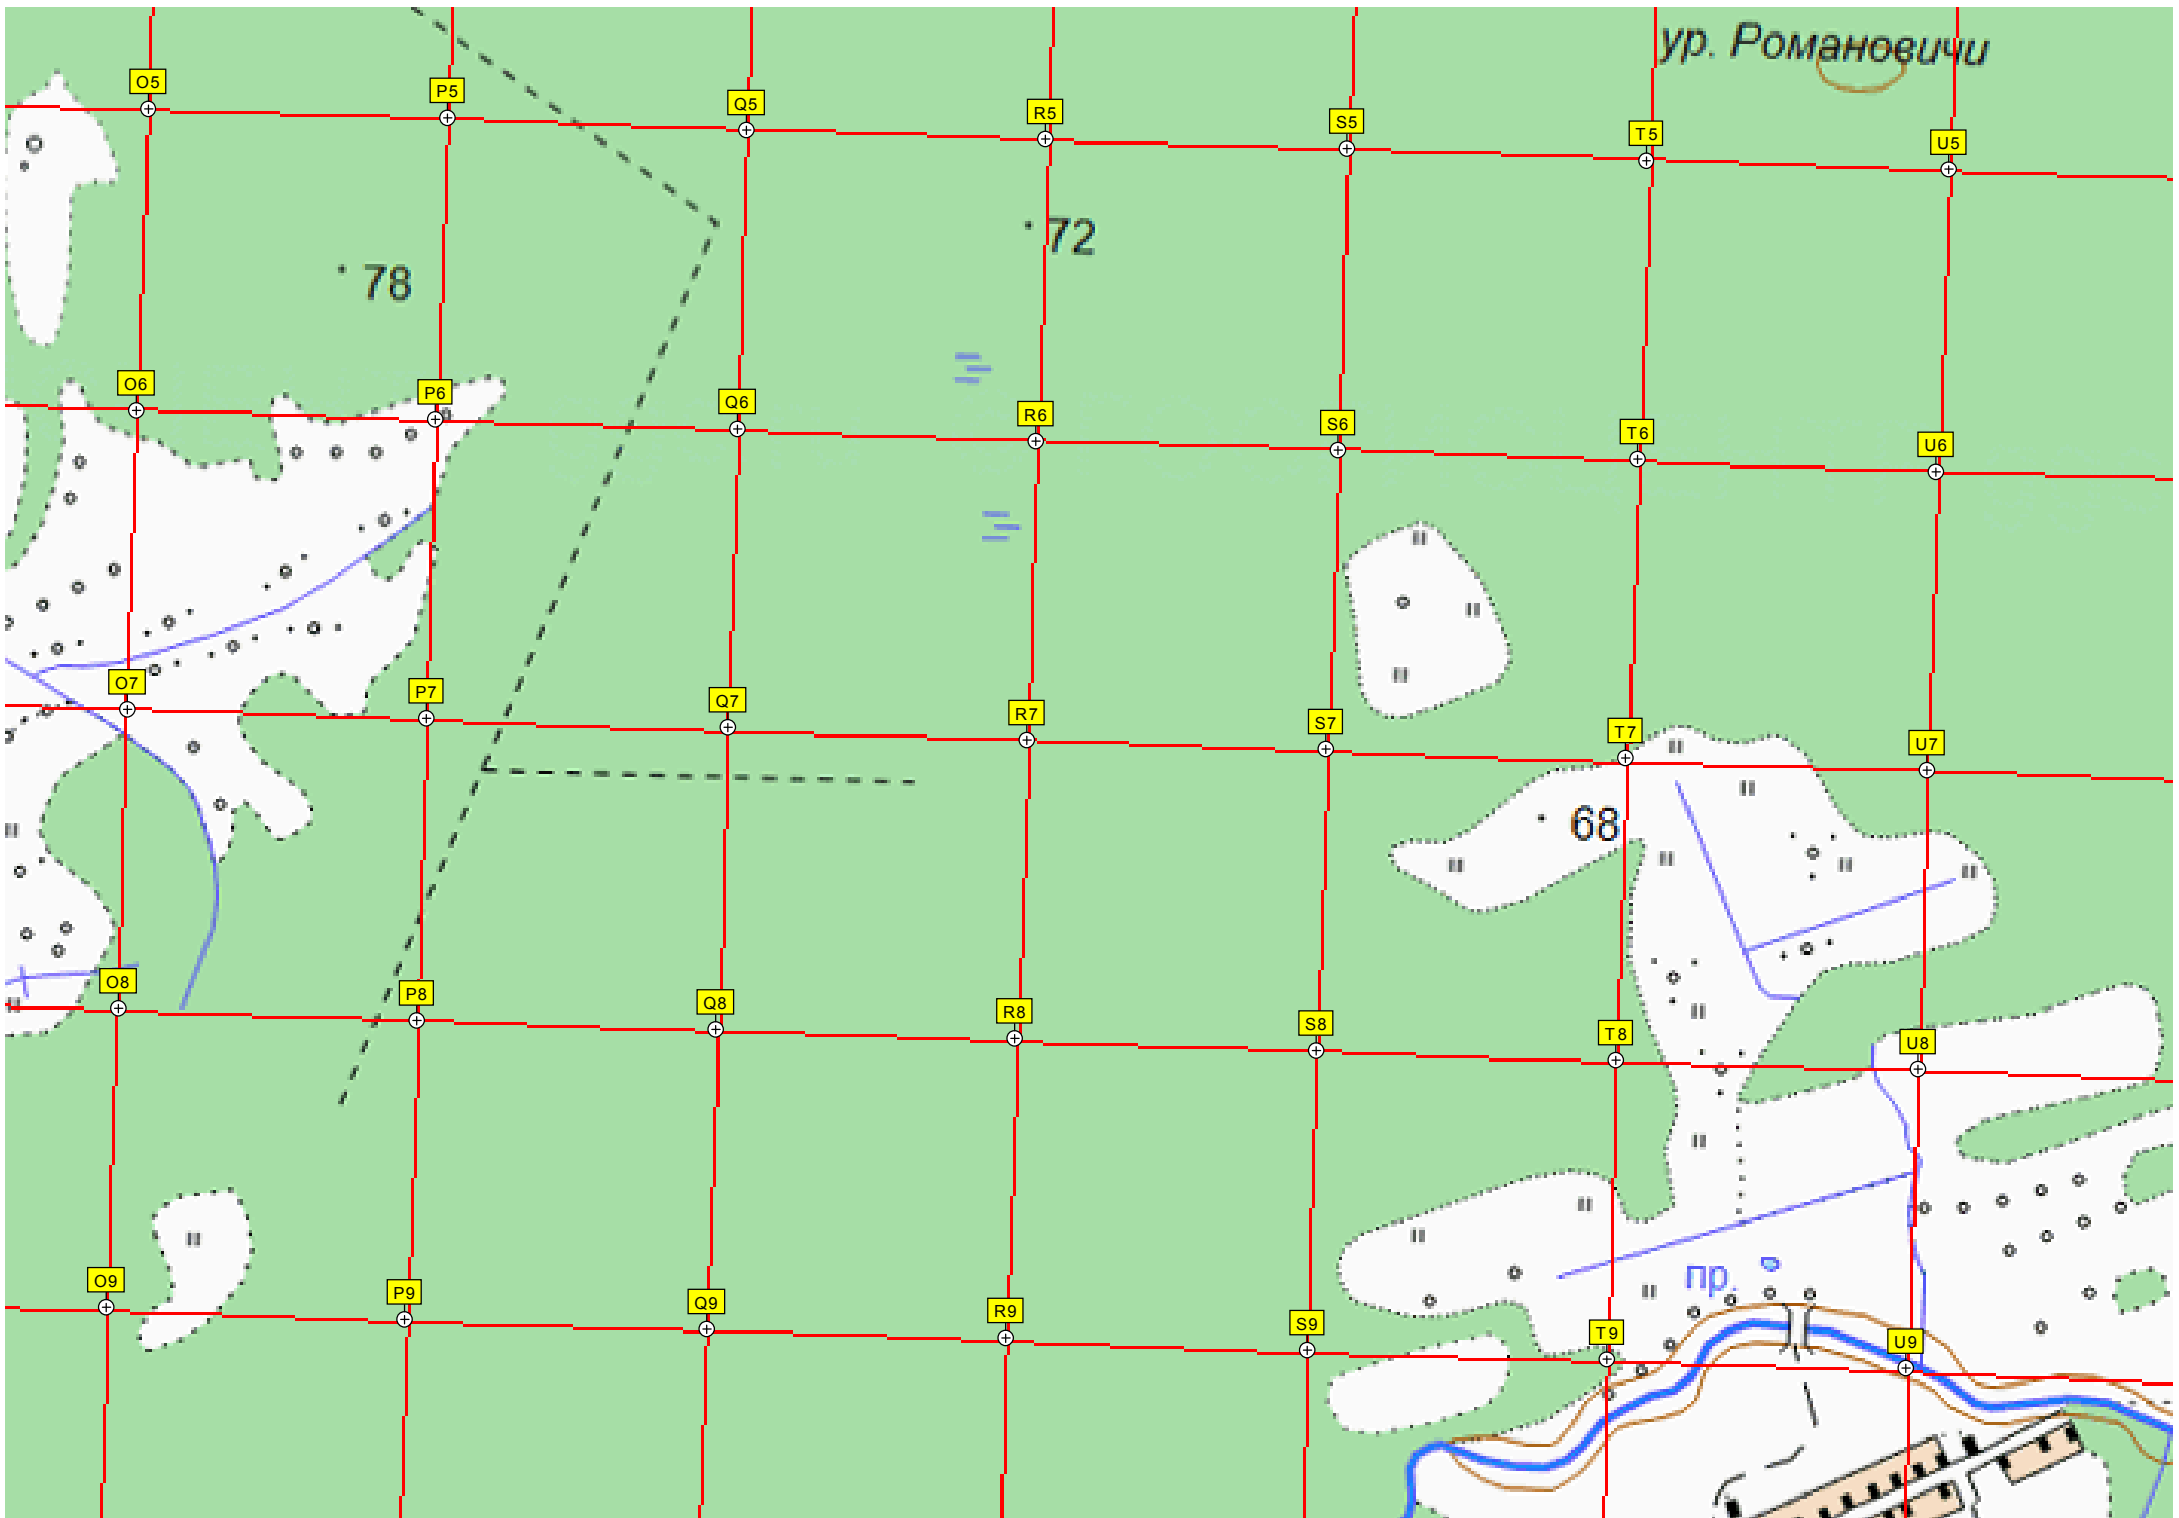 ур. Романовичи
O5 P5 Q5 R5 S5 T5 U5
72
78
O6 P6 Q6 R6 S6 T6 U6
O7 P7 Q7 R7 S7 T7 U7
68
O8 P8 Q8 R8 S8 T8 U8
пр.
O9 P9 Q9 R9 S9 T9 U9